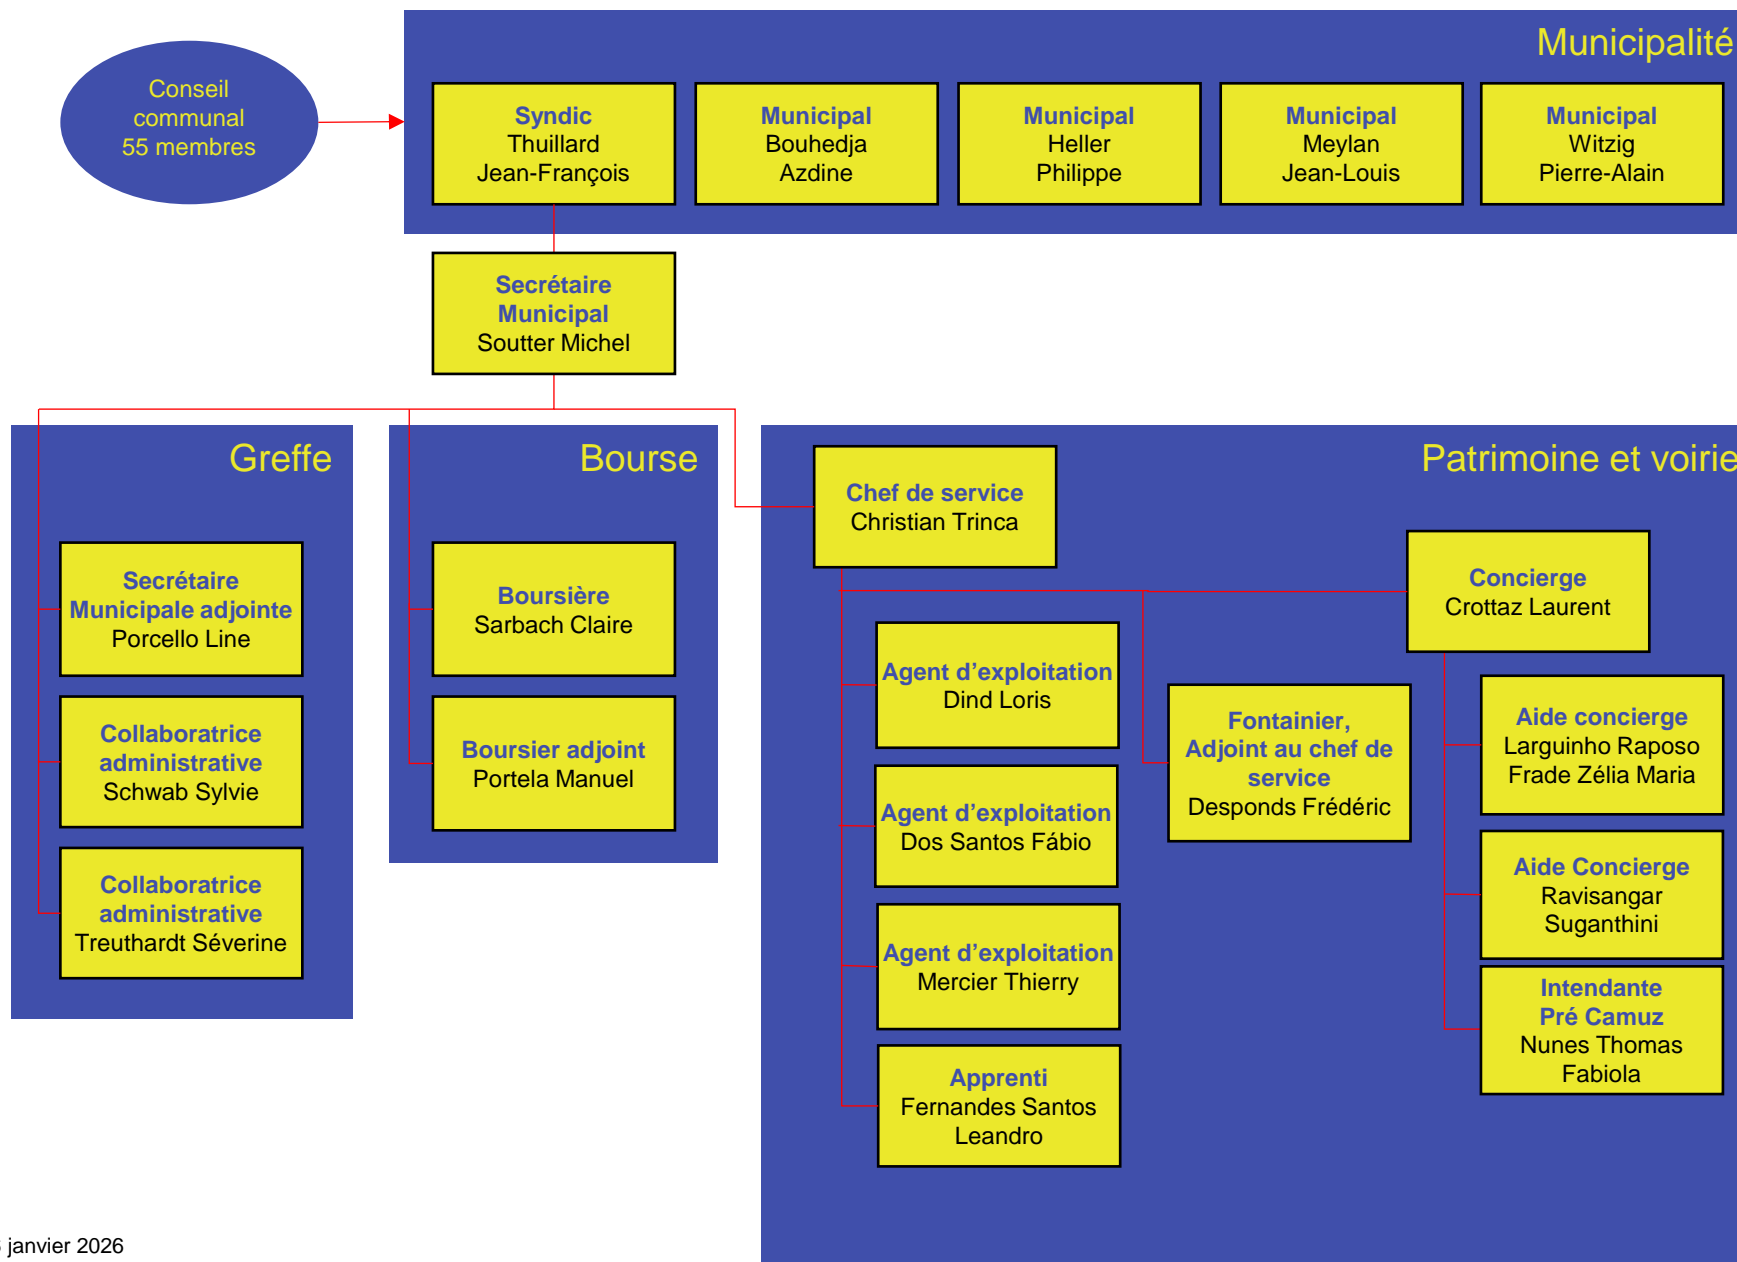 Conseil
communal
55 membres
Municipalité
Syndic
Thuillard
Jean-François
Municipal
Bouhedja
Azdine
Municipal
Heller
Philippe
Municipal
Meylan
Jean-Louis
Municipal
Witzig
Pierre-Alain
Secrétaire
Municipal
Soutter Michel
Greffe
Secrétaire
Municipale adjointe
Porcello Line
Collaboratrice
administrative
Schwab Sylvie
Collaboratrice
administrative
Treuthardt Séverine
Bourse
Boursière
Sarbach Claire
Boursier adjoint
Portela Manuel
Patrimoine et voirie
Chef de service
Christian Trinca
Agent d’exploitation
Dind Loris
Agent d’exploitation
Dos Santos Fábio
Agent d’exploitation
Mercier Thierry
Apprenti
Fernandes Santos
Leandro
Fontainier,
Adjoint au chef de
service
Desponds Frédéric
Concierge
Crottaz Laurent
Aide concierge
Larguinho Raposo
Frade Zélia Maria
Aide Concierge
Ravisangar
Suganthini
Intendante
Pré Camuz
Nunes Thomas
Fabiola
janvier 2026